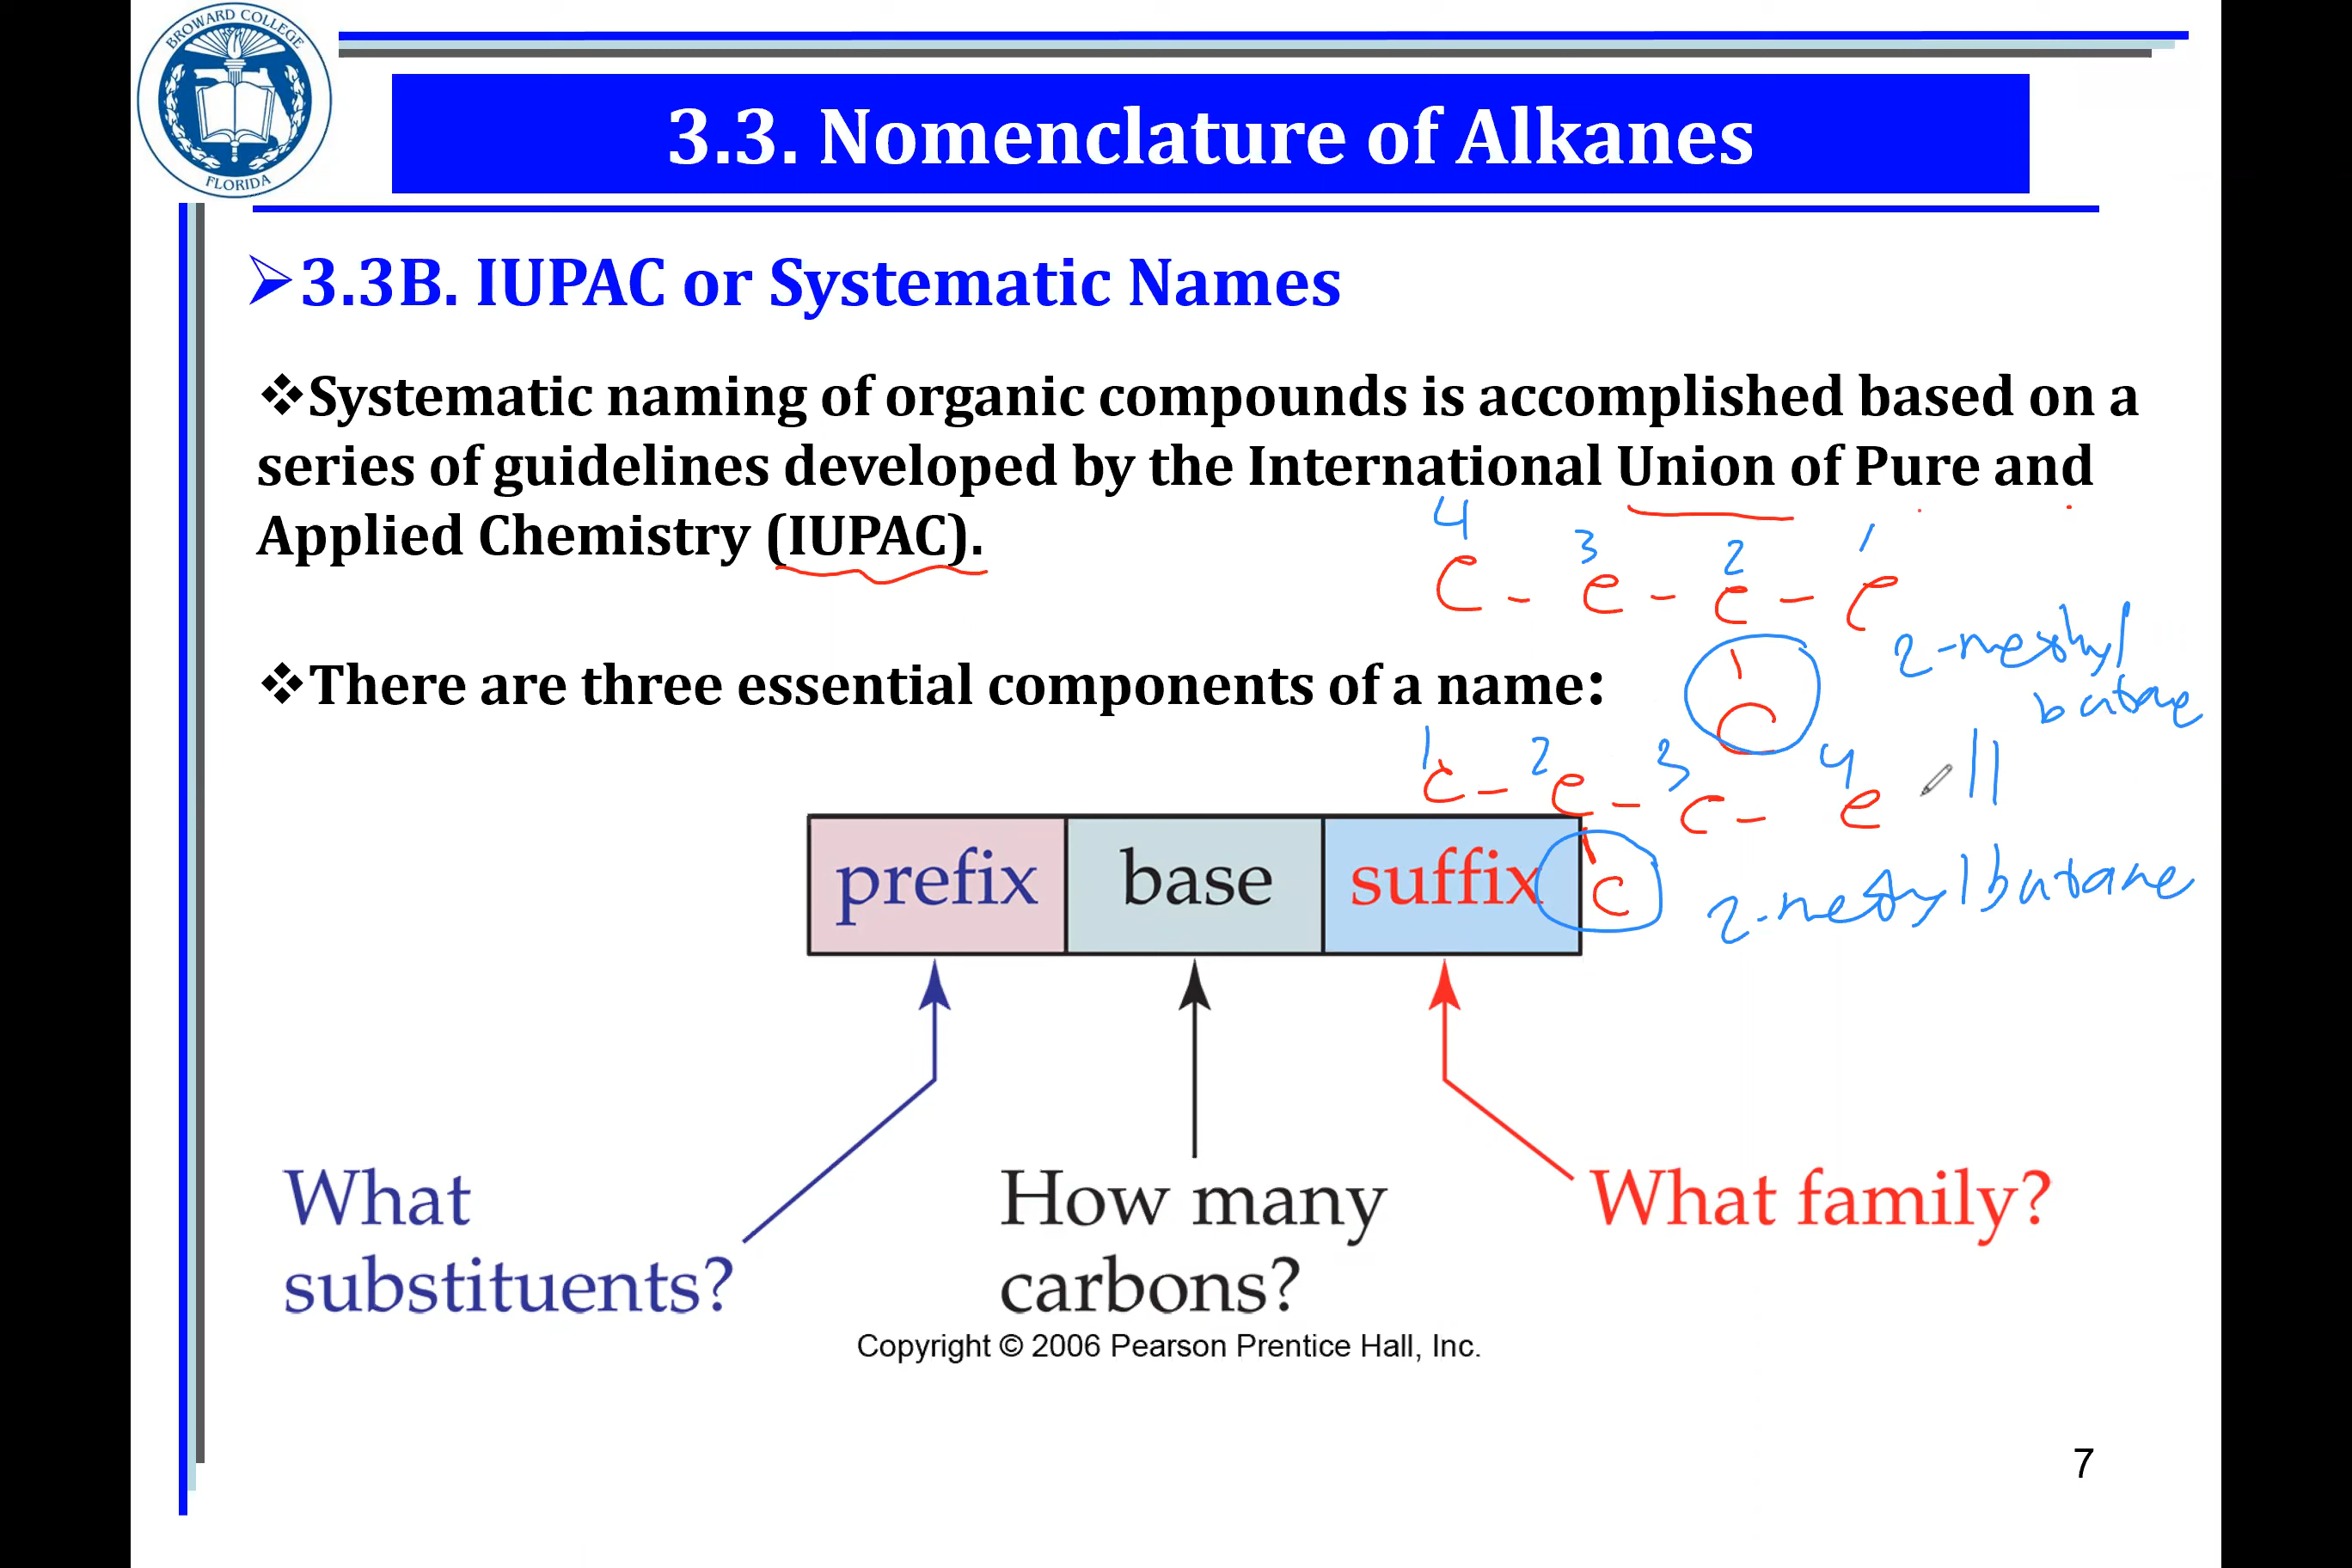 BROWARD COLLEGE
FLORIDA
3.3. Nomenclature of Alkanes
➢3.3B. IUPAC or Systematic Names
❖Systematic naming of organic compounds is accomplished based on a
series of guidelines developed by the International Union of Pure and
Applied Chemistry (IUPAC).
4 3 2 1
C - C - C - C
2-methyl
butane
❖There are three essential components of a name:
C
1 2 3 4
C - C - C - C
prefix base suffix
C
2-methylbutane
What
substituents?
How many
carbons?
What family?
Copyright © 2006 Pearson Prentice Hall, Inc.
7